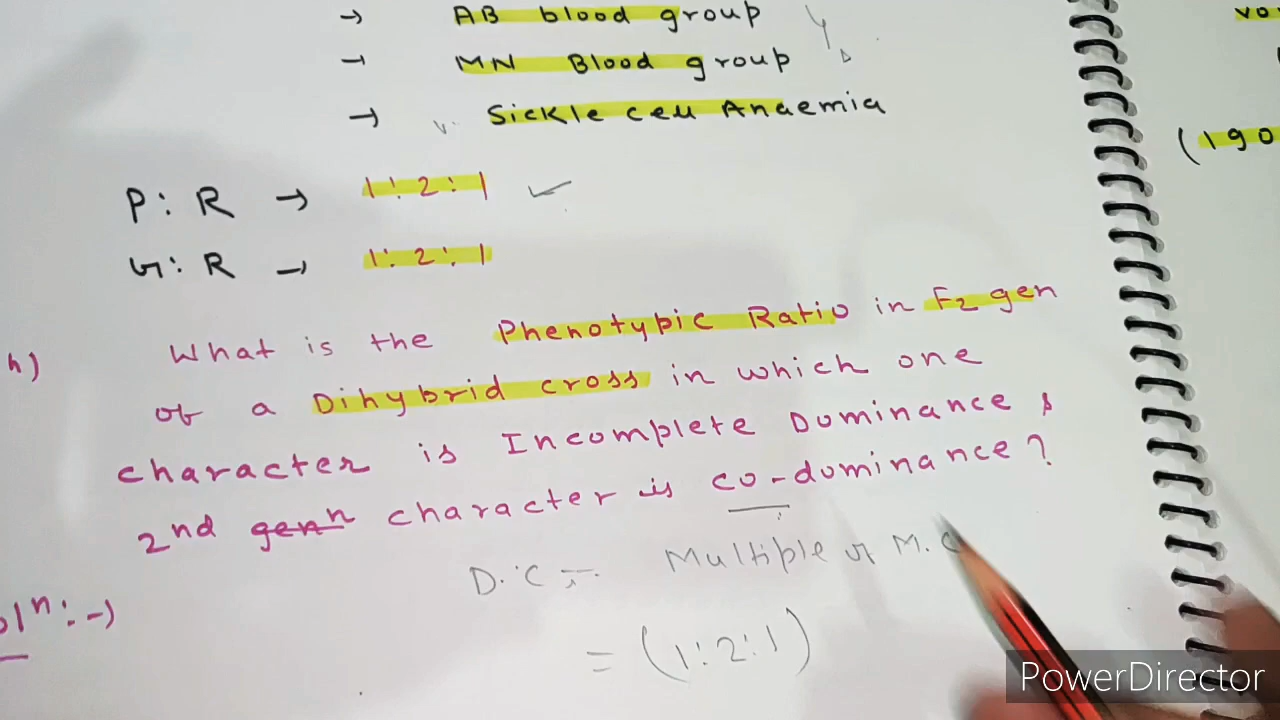 → AB blood group
→ MN Blood group
→ Sickle cell Anaemia
P: R → 1:2:1 ✓
G: R → 1:2:1
h) What is the Phenotypic Ratio in F₂ gen
of a Dihybrid cross in which one
character is Incomplete Dominance &
2nd character is co-dominance?
D.C = Multiple of M.C
olⁿ:→
= (1:2:1)
(190
PowerDirector